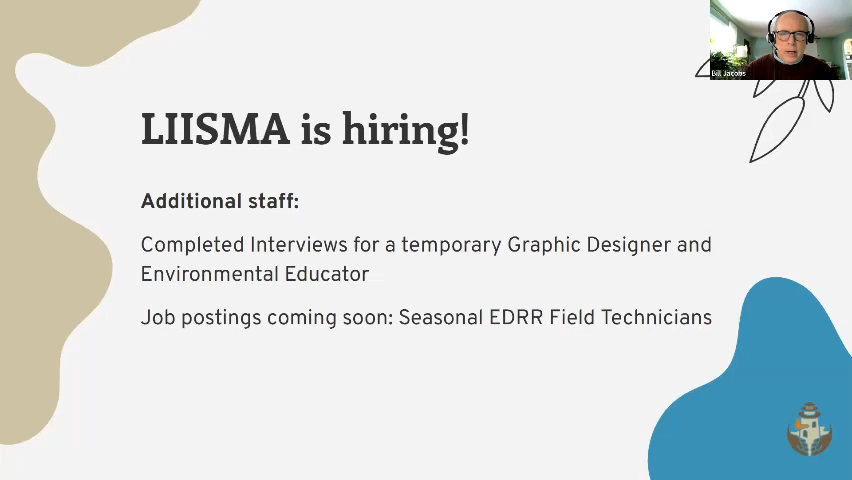 Bill Jacobs
LIISMA is hiring!
Additional staff:
Completed Interviews for a temporary Graphic Designer and
Environmental Educator
Job postings coming soon: Seasonal EDRR Field Technicians